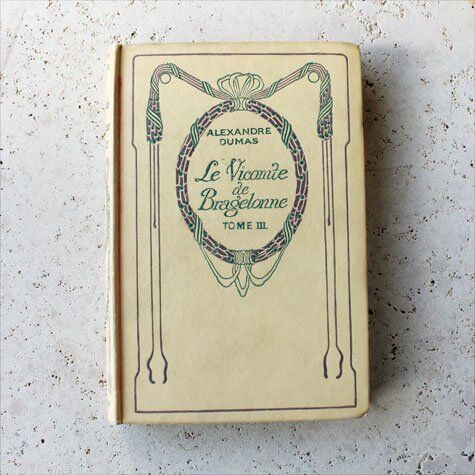 ALEXANDRE
DUMAS
Le Vicomte
de
Bragelonne
TOME III.